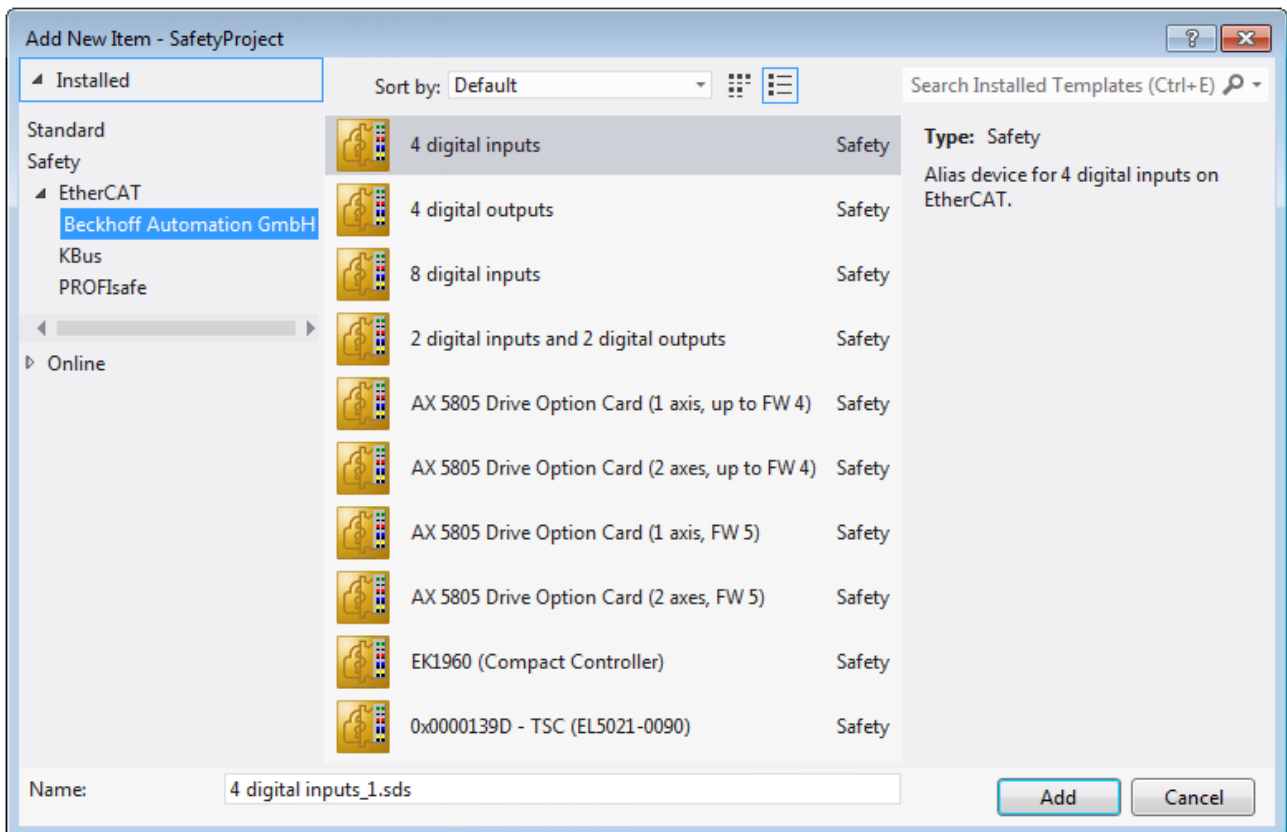 Add New Item - SafetyProject
Installed
Sort by: Default
Search Installed Templates (Ctrl+E)
Standard
Safety
EtherCAT
Beckhoff Automation GmbH
KBus
PROFIsafe
Online
4 digital inputs Safety
4 digital outputs Safety
8 digital inputs Safety
2 digital inputs and 2 digital outputs Safety
AX 5805 Drive Option Card (1 axis, up to FW 4) Safety
AX 5805 Drive Option Card (2 axes, up to FW 4) Safety
AX 5805 Drive Option Card (1 axis, FW 5) Safety
AX 5805 Drive Option Card (2 axes, FW 5) Safety
EK1960 (Compact Controller) Safety
0x0000139D - TSC (EL5021-0090) Safety
Type: Safety
Alias device for 4 digital inputs on
EtherCAT.
Name: 4 digital inputs_1.sds
Add Cancel